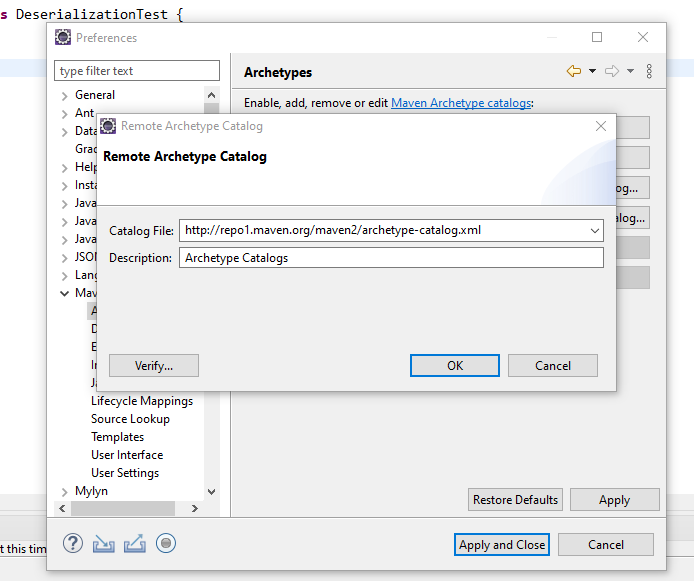 s DeserializationTest {
Preferences
type filter text
Archetypes
General
Enable, add, remove or edit Maven Archetype catalogs:
Ant
Remote Archetype Catalog
Data
Remote Archetype Catalog
Help
Insta
og...
Java
Catalog File: http://repo1.maven.org/maven2/archetype-catalog.xml
alog...
Java
Java
Description: Archetype Catalogs
JSON
Lang
Mav
A
D
E
In
Verify... OK Cancel
Ja
Lifecycle Mappings
Source Lookup
Templates
User Interface
User Settings
Mylyn
Restore Defaults Apply
t this tim
? Apply and Close Cancel